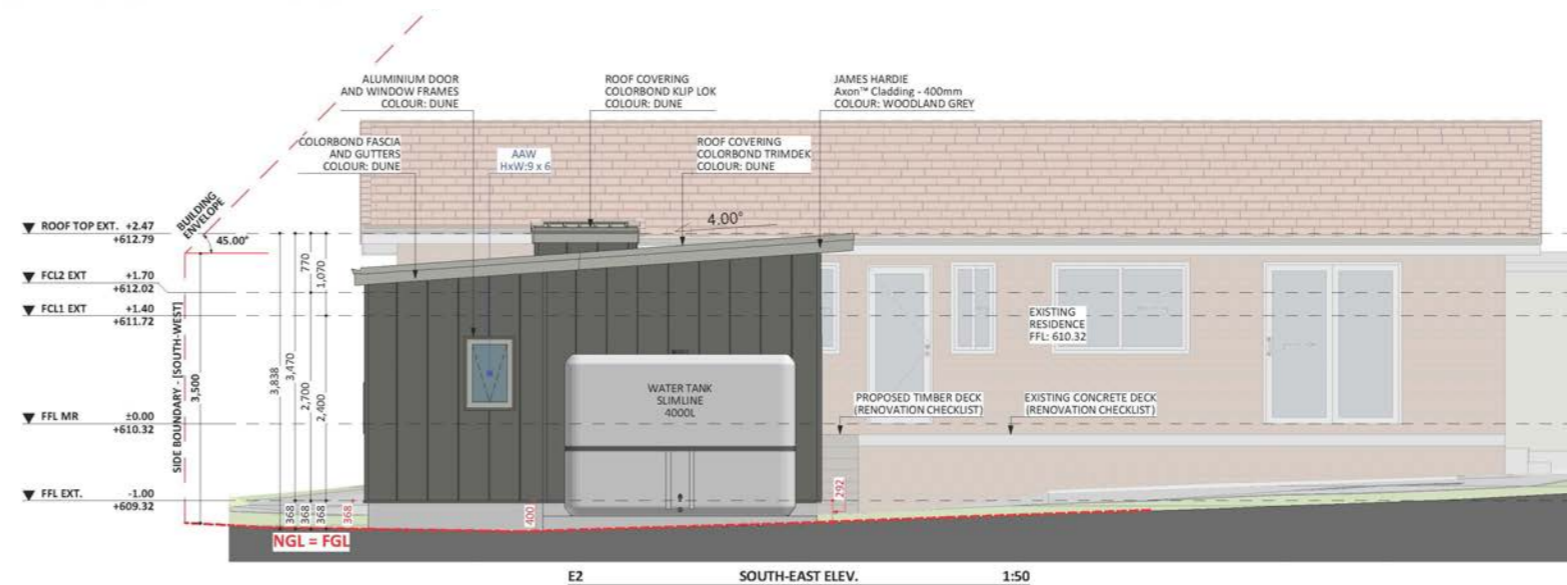 ALUMINIUM DOOR
AND WINDOW FRAMES
COLOUR: DUNE
ROOF COVERING
COLORBOND KLIP LOK
COLOUR: DUNE
JAMES HARDIE
Axon™ Cladding - 400mm
COLOUR: WOODLAND GREY
COLORBOND FASCIA
AND GUTTERS
COLOUR: DUNE
AAW
HxW:9 x 6
ROOF COVERING
COLORBOND TRIMDEK
COLOUR: DUNE
BUILDING
ENVELOPE
45.00°
4.00°
ROOF TOP EXT. +2.47
+612.79
FCL2 EXT +1.70
+612.02
FCL1 EXT +1.40
+611.72
FFL MR ±0.00
+610.32
FFL EXT. -1.00
+609.32
SIDE BOUNDARY - [SOUTH-WEST]
3,500
3,838
3,470
770
2,700
1,070
2,400
368
368
368
368
400
292
NGL = FGL
WATER TANK
SLIMLINE
4000L
EXISTING
RESIDENCE
FFL: 610.32
PROPOSED TIMBER DECK
(RENOVATION CHECKLIST)
EXISTING CONCRETE DECK
(RENOVATION CHECKLIST)
E2 SOUTH-EAST ELEV. 1:50